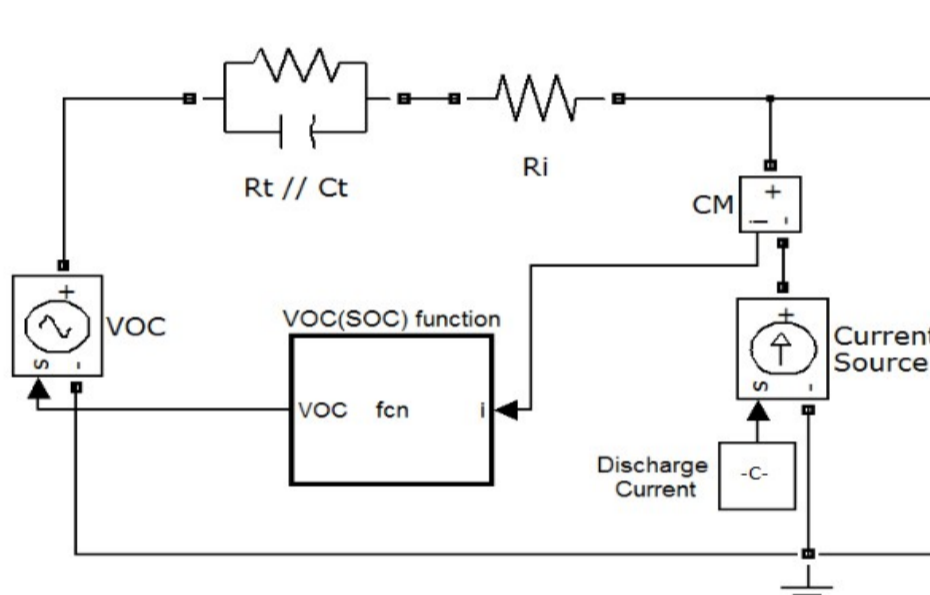 Rt // Ct
Ri
CM
+
i -
+
VOC
s -
VOC(SOC) function
VOC fcn i
+
Current
Source
s -
Discharge
Current
-C-